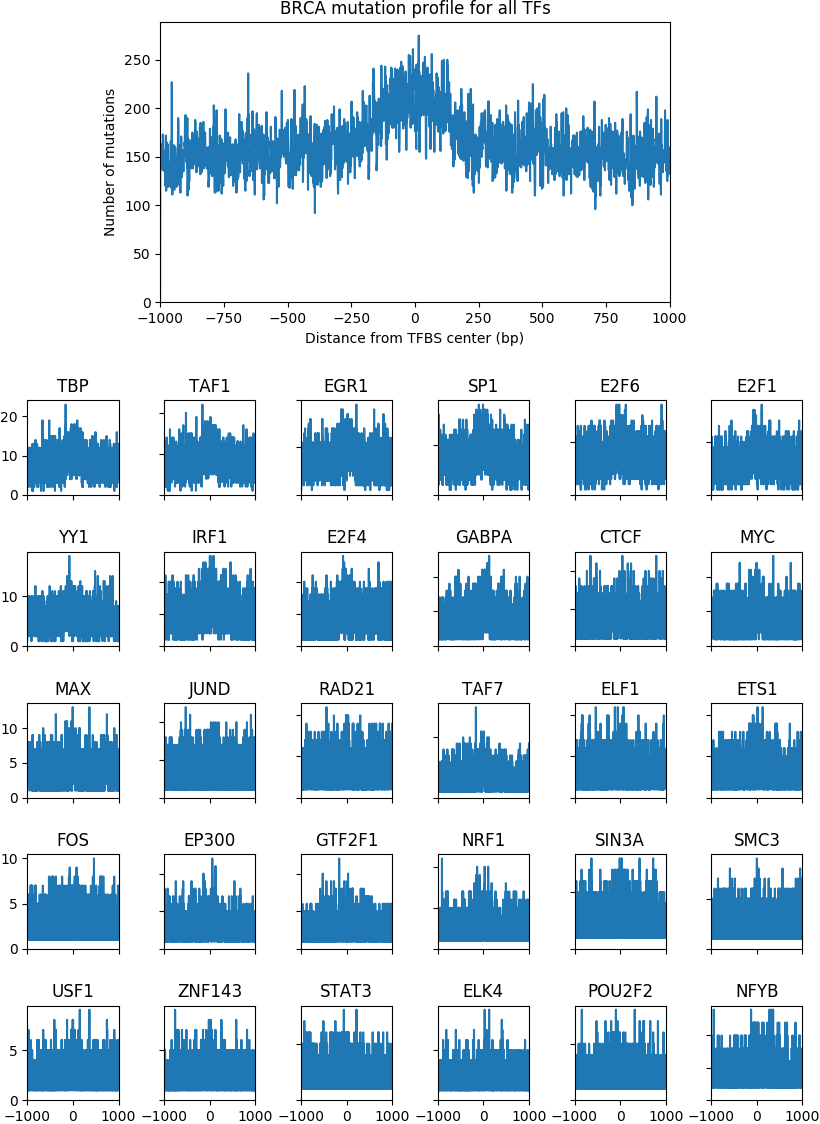 BRCA mutation profile for all TFs
250
200
150
100
50
0
Number of mutations
−1000 −750 −500 −250 0 250 500 750 1000
Distance from TFBS center (bp)
TBP TAF1 EGR1 SP1 E2F6 E2F1
20
10
0
YY1 IRF1 E2F4 GABPA CTCF MYC
10
0
MAX JUND RAD21 TAF7 ELF1 ETS1
10
5
0
FOS EP300 GTF2F1 NRF1 SIN3A SMC3
10
5
0
USF1 ZNF143 STAT3 ELK4 POU2F2 NFYB
5
0
−1000 0 1000 −1000 0 1000 −1000 0 1000 −1000 0 1000 −1000 0 1000 −1000 0 1000